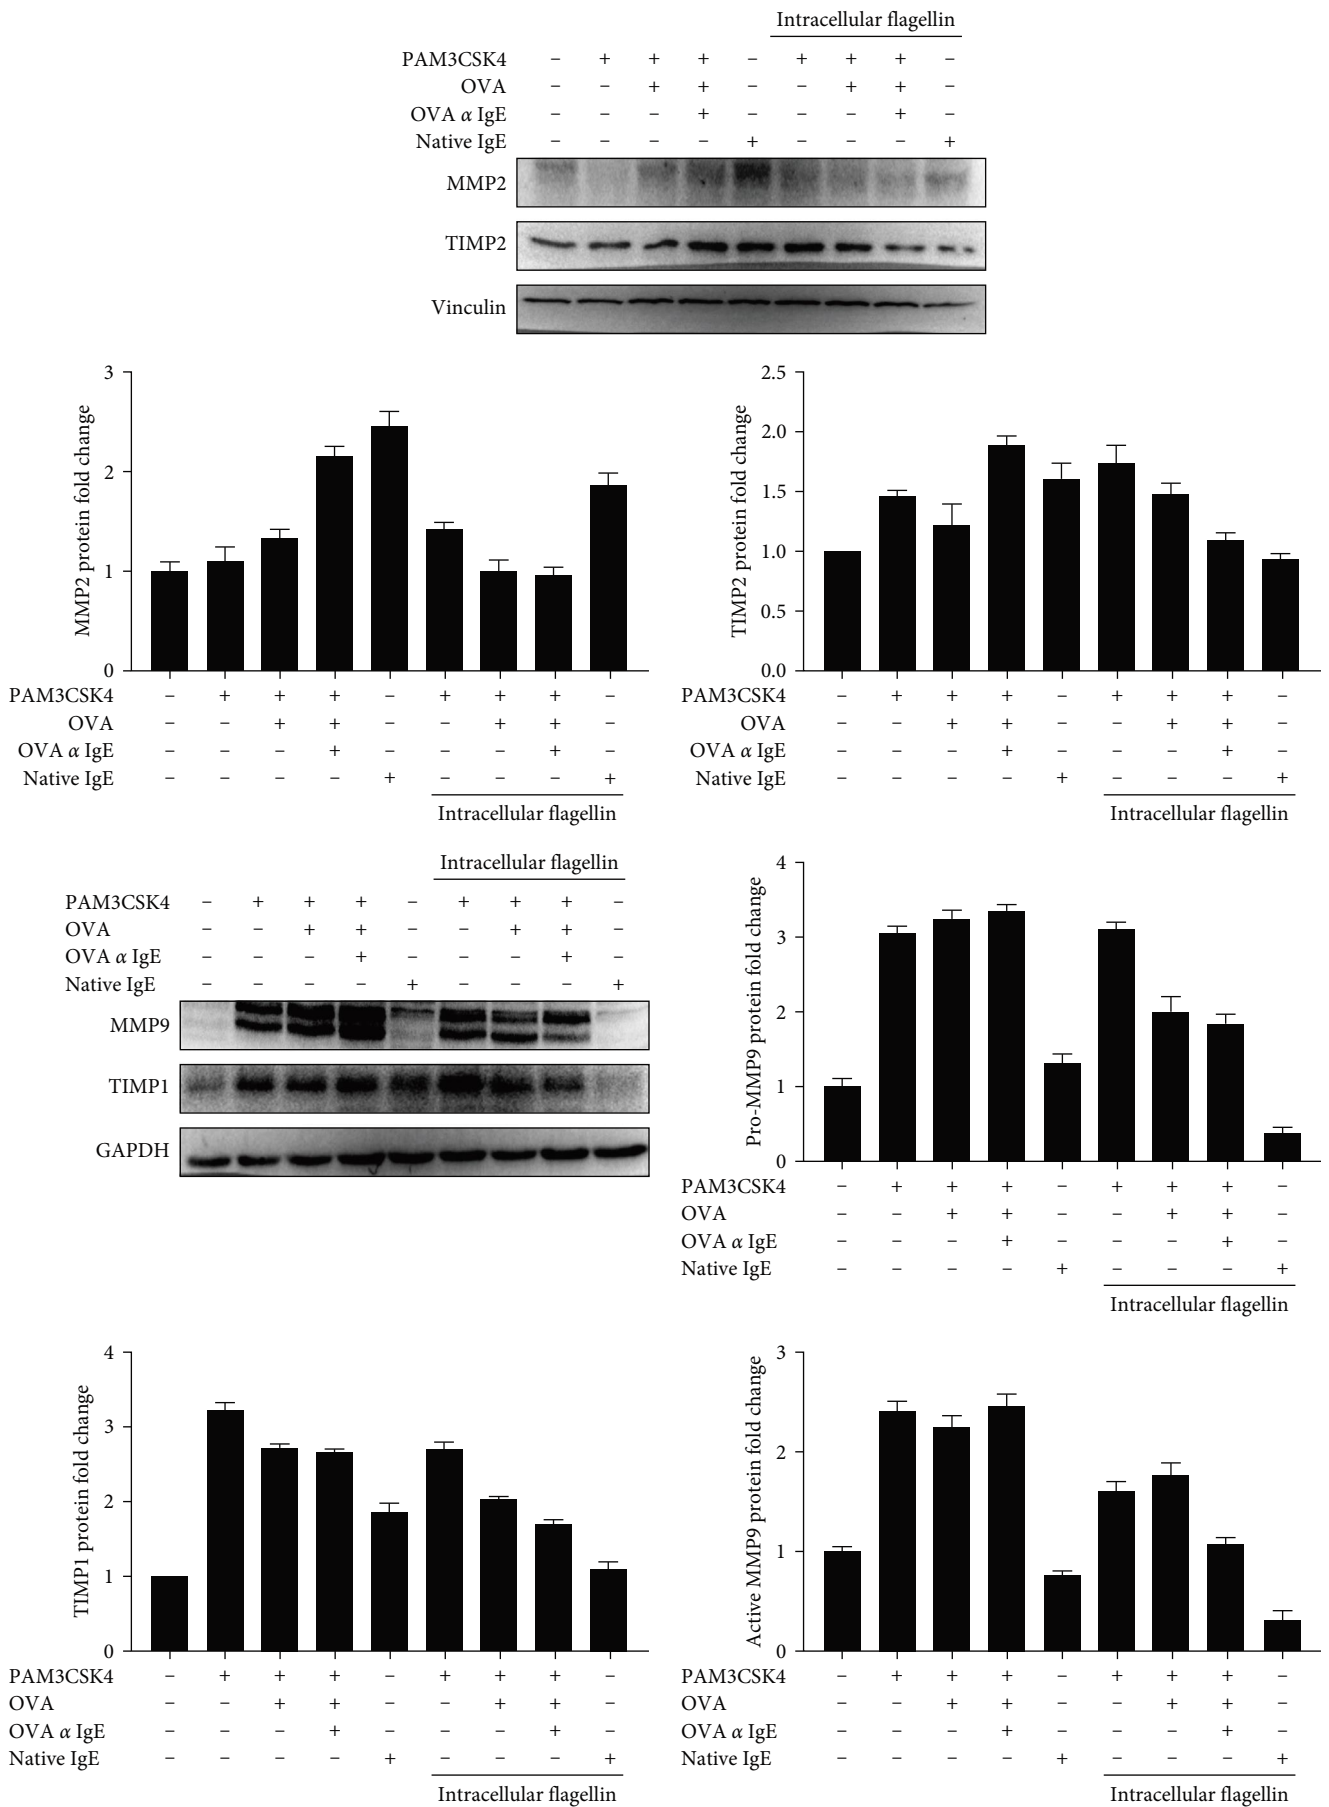 Intracellular flagellin
PAM3CSK4 – + + + – + + + –
OVA – – + + – – + + –
OVA α IgE – – – + – – – + –
Native IgE – – – – + – – – +
MMP2
TIMP2
Vinculin
MMP2 protein fold change
3
2
1
0
PAM3CSK4 – + + + – + + + –
OVA – – + + – – + + –
OVA α IgE – – – + – – – + –
Native IgE – – – – + – – – +
Intracellular flagellin
TIMP2 protein fold change
2.5
2.0
1.5
1.0
0.5
0.0
PAM3CSK4 – + + + – + + + –
OVA – – + + – – + + –
OVA α IgE – – – + – – – + –
Native IgE – – – – + – – – +
Intracellular flagellin
Intracellular flagellin
PAM3CSK4 – + + + – + + + –
OVA – – + + – – + + –
OVA α IgE – – – + – – – + –
Native IgE – – – – + – – – +
MMP9
TIMP1
GAPDH
Pro-MMP9 protein fold change
4
3
2
1
0
PAM3CSK4 – + + + – + + + –
OVA – – + + – – + + –
OVA α IgE – – – + – – – + –
Native IgE – – – – + – – – +
Intracellular flagellin
TIMP1 protein fold change
4
3
2
1
0
PAM3CSK4 – + + + – + + + –
OVA – – + + – – + + –
OVA α IgE – – – + – – – + –
Native IgE – – – – + – – – +
Intracellular flagellin
Active MMP9 protein fold change
3
2
1
0
PAM3CSK4 – + + + – + + + –
OVA – – + + – – + + –
OVA α IgE – – – + – – – + –
Native IgE – – – – + – – – +
Intracellular flagellin